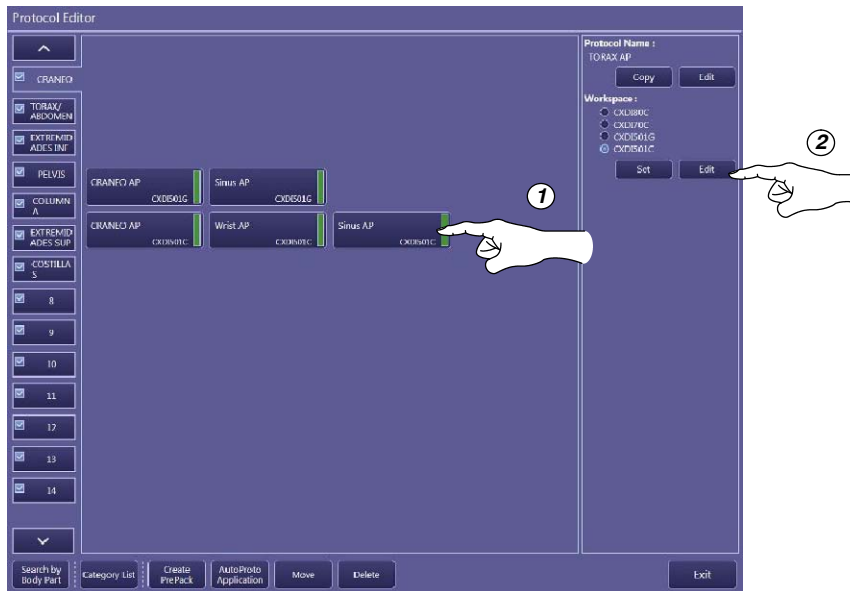 Protocol Editor
CRANEO
TORAX/
ABDOMEN
EXTREMID
ADES INF
PELVIS
COLUMN
A
EXTREMID
ADES SUP
COSTILLA
S
8
9
10
11
12
13
14
CRANEO AP
CXDI501G
Sinus AP
CXDI501G
CRANEO AP
CXDI501C
Wrist AP
CXDI501C
Sinus AP
CXDI501C
1
Protocol Name :
TORAX AP
Copy
Edit
Workspace :
CXDI80C
CXDI70C
CXDI501G
CXDI501C
Set
Edit
2
Search by
Body Part
Category List
Create
PrePack
AutoProto
Application
Move
Delete
Exit